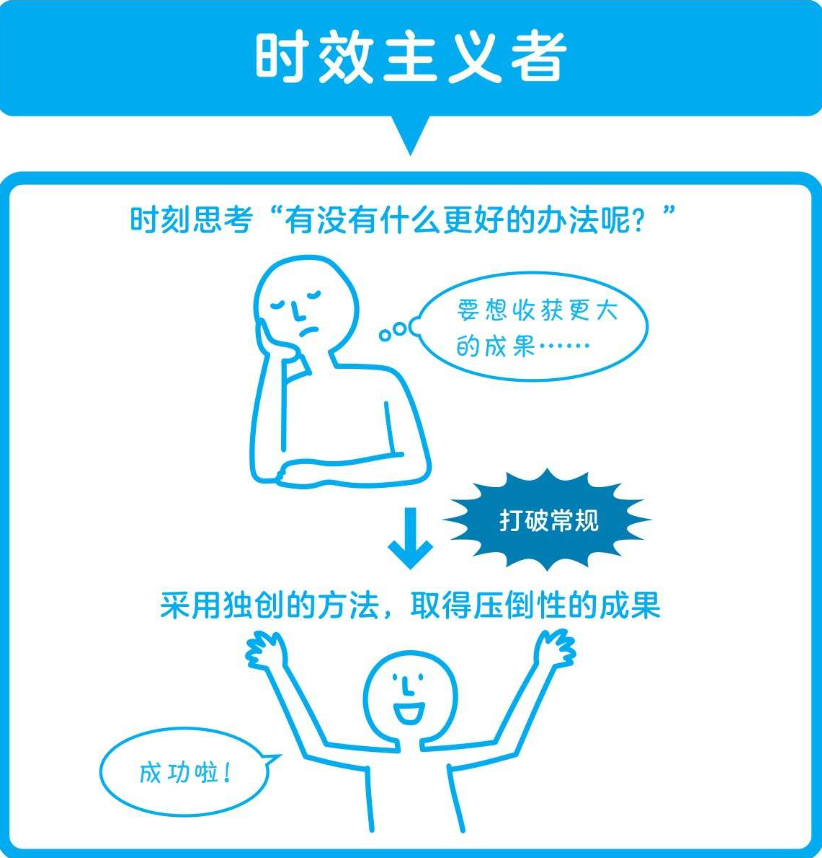 时效主义者
时刻思考“有没有什么更好的办法呢？”
要想收获更大
的成果……
打破常规
采用独创的方法，取得压倒性的成果
成功啦！